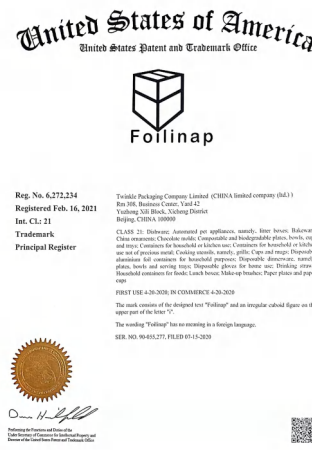 United States of America
United States Patent and Trademark Office
Foilinap
Reg. No. 6,272,234
Registered Feb. 16, 2021
Int. Cl.: 21
Trademark
Principal Register
Twinkle Packaging Company Limited (CHINA limited company (ltd.) )
Rm 308, Business Center, Yard 42
Yuzhong Xili Block, Xicheng District
Beijing, CHINA 100000
CLASS 21: Dishware; Automated pet appliances, namely, litter boxes; Bakeware;
China ornaments; Chocolate molds; Compostable and biodegradable plates, bowls, cups
and trays; Containers for household or kitchen use; Containers for household or kitchen
use not of precious metal; Cooking utensils, namely, grills; Cups and mugs; Disposable
aluminium foil containers for household purposes; Disposable dinnerware, namely,
plates, bowls and serving trays; Disposable gloves for home use; Drinking straws;
Household containers for foods; Lunch boxes; Make-up brushes; Paper plates and paper
cups
FIRST USE 4-20-2020; IN COMMERCE 4-20-2020
The mark consists of the designed text "Foilinap" and an irregular cuboid figure on the
upper part of the letter "i".
The wording "Foilinap" has no meaning in a foreign language.
SER. NO. 90-055,277, FILED 07-15-2020
Performing the Functions and Duties of the
Under Secretary of Commerce for Intellectual Property and
Director of the United States Patent and Trademark Office